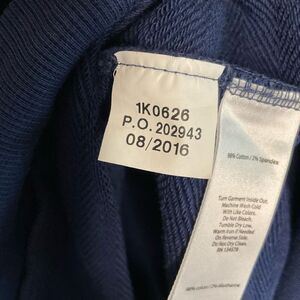 1K0626
P.O. 202943
08/2016
98% Cotton / 2% Spandex
Turn Garment Inside Out.
Machine Wash Cold
With Like Colors.
Do Not Bleach.
Tumble Dry Low.
Warm Iron if Needed
On Reverse Side.
Do Not Dry Clean.